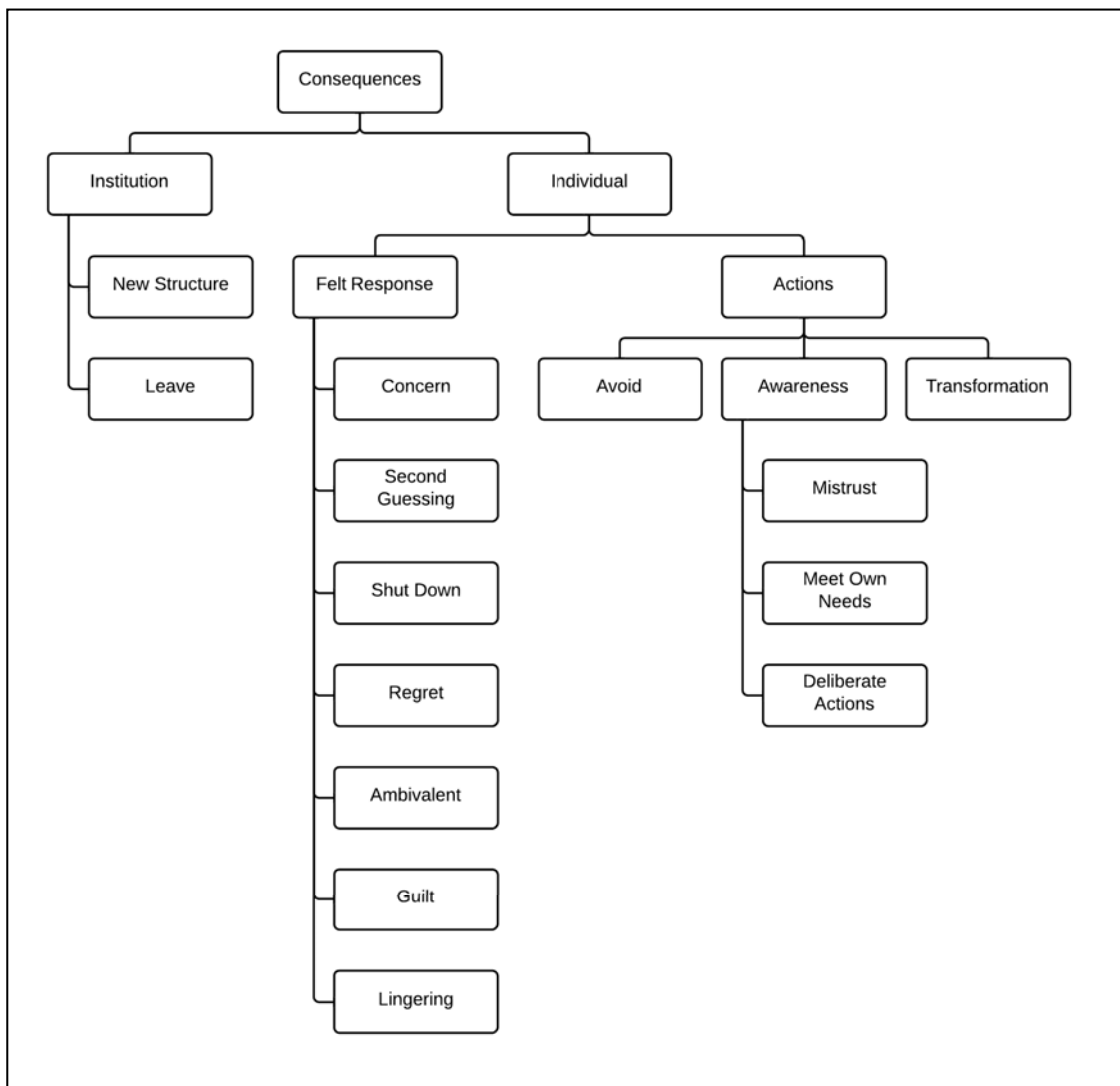 Consequences
Institution
Individual
New Structure
Felt Response
Actions
Leave
Concern
Avoid
Awareness
Transformation
Second
Guessing
Mistrust
Shut Down
Meet Own
Needs
Regret
Deliberate
Actions
Ambivalent
Guilt
Lingering